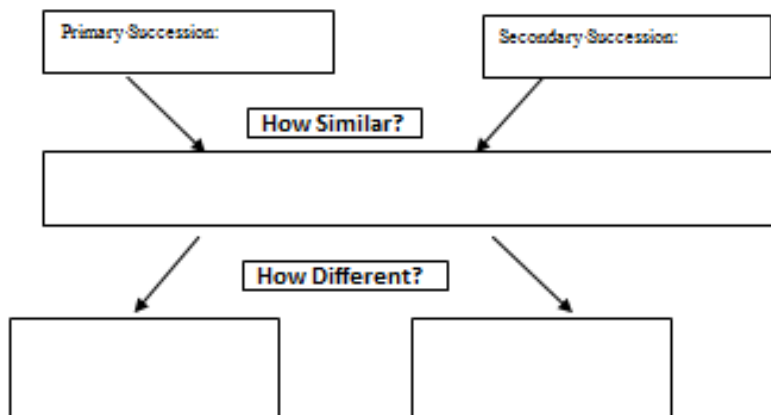 Primary·Succession:
Secondary·Succession:
How Similar?
How Different?